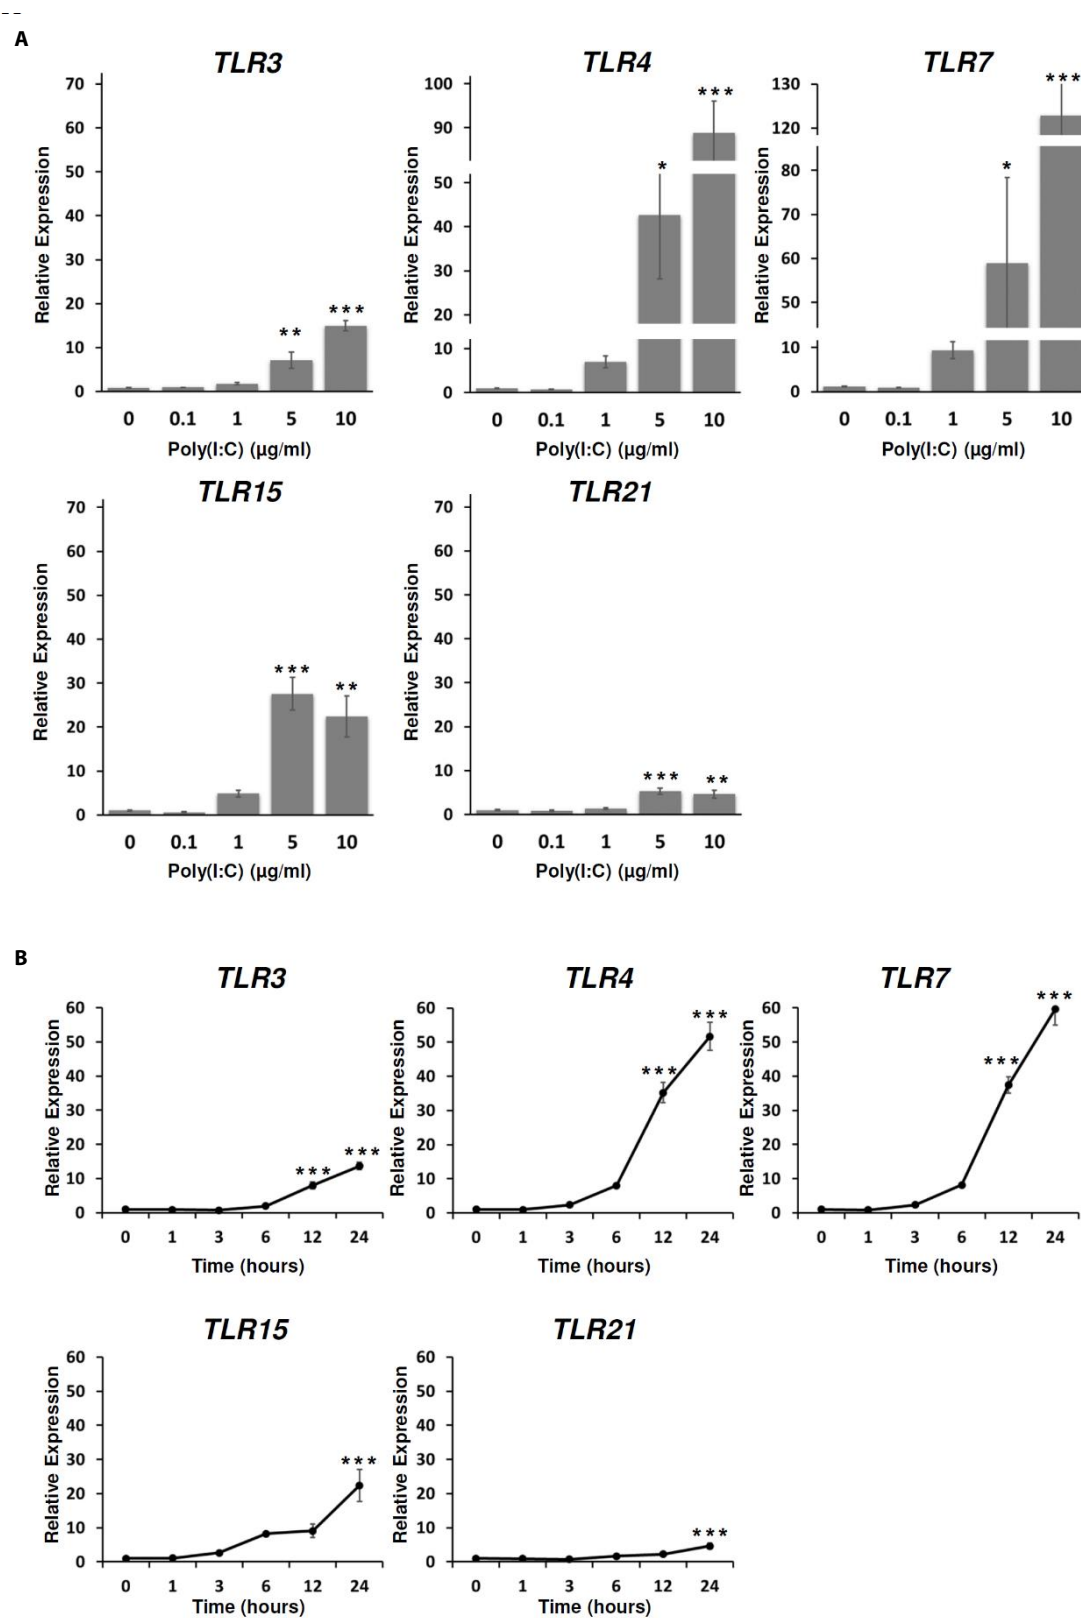 A
TLR3
TLR4
TLR7
Relative Expression
70
60
50
40
30
20
10
0
** ***
0 0.1 1 5 10
Poly(I:C) (µg/ml)
Relative Expression
100
90
50
40
30
20
10
0
* ***
0 0.1 1 5 10
Poly(I:C) (µg/ml)
Relative Expression
130
120
80
70
60
50
10
0
* ***
0 0.1 1 5 10
Poly(I:C) (µg/ml)
TLR15
TLR21
Relative Expression
70
60
50
40
30
20
10
0
*** **
0 0.1 1 5 10
Poly(I:C) (µg/ml)
Relative Expression
70
60
50
40
30
20
10
0
*** **
0 0.1 1 5 10
Poly(I:C) (µg/ml)
B
TLR3
TLR4
TLR7
Relative Expression
60
50
40
30
20
10
0
*** ***
0 1 3 6 12 24
Time (hours)
Relative Expression
60
50
40
30
20
10
0
*** ***
0 1 3 6 12 24
Time (hours)
Relative Expression
60
50
40
30
20
10
0
*** ***
0 1 3 6 12 24
Time (hours)
TLR15
TLR21
Relative Expression
60
50
40
30
20
10
0
***
0 1 3 6 12 24
Time (hours)
Relative Expression
60
50
40
30
20
10
0
***
0 1 3 6 12 24
Time (hours)